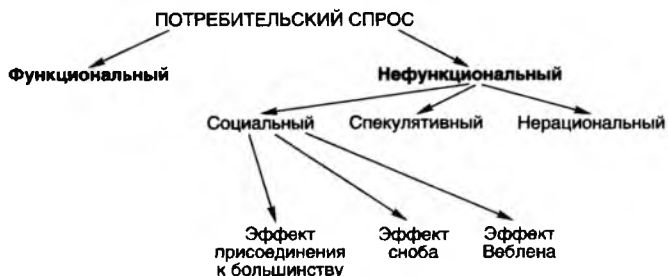 ПОТРЕБИТЕЛЬСКИЙ СПРОС
Функциональный Нефункциональный
Социальный Спекулятивный Нерациональный
Эффект Эффект Эффект
присоединения сноба Веблена
к большинству